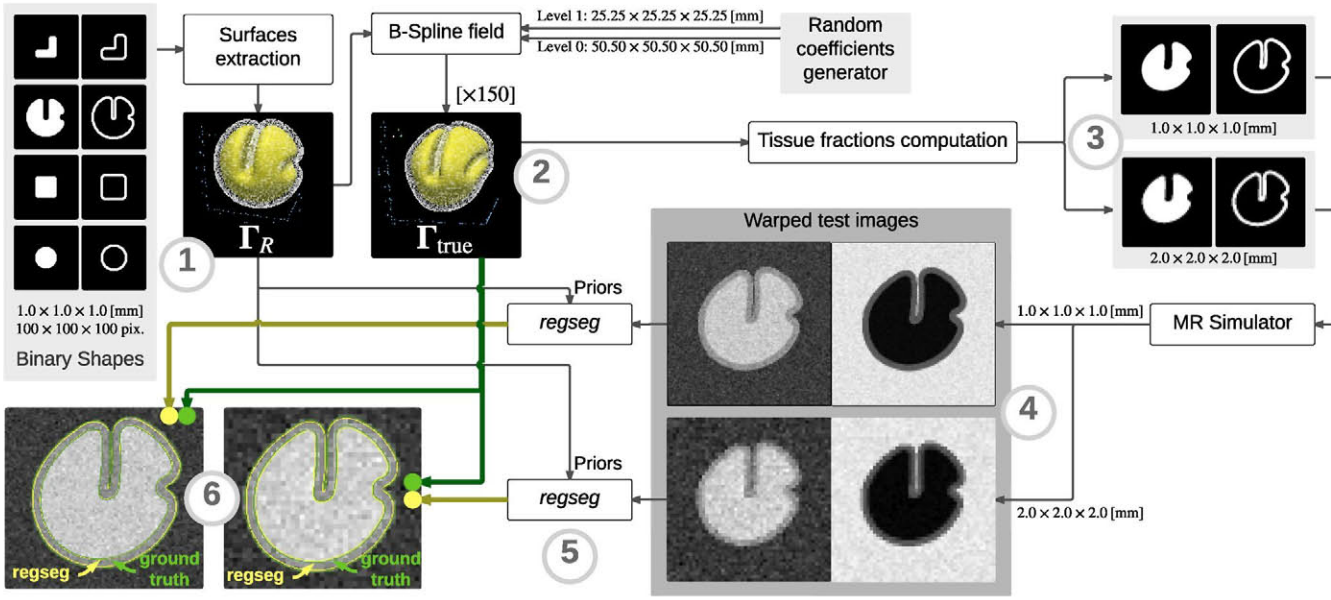 Surfaces
extraction
B-Spline field
Level 1: 25.25 × 25.25 × 25.25 [mm]
Level 0: 50.50 × 50.50 × 50.50 [mm]
Random
coefficients
generator
[×150]
Γ_R
Γ_true
1
1.0 × 1.0 × 1.0 [mm]
100 × 100 × 100 pix.
Binary Shapes
2
Tissue fractions computation
3
1.0 × 1.0 × 1.0 [mm]
2.0 × 2.0 × 2.0 [mm]
Warped test images
MR Simulator
1.0 × 1.0 × 1.0 [mm]
2.0 × 2.0 × 2.0 [mm]
4
Priors
regseg
Priors
regseg
5
6
regseg
ground
truth
regseg
ground
truth